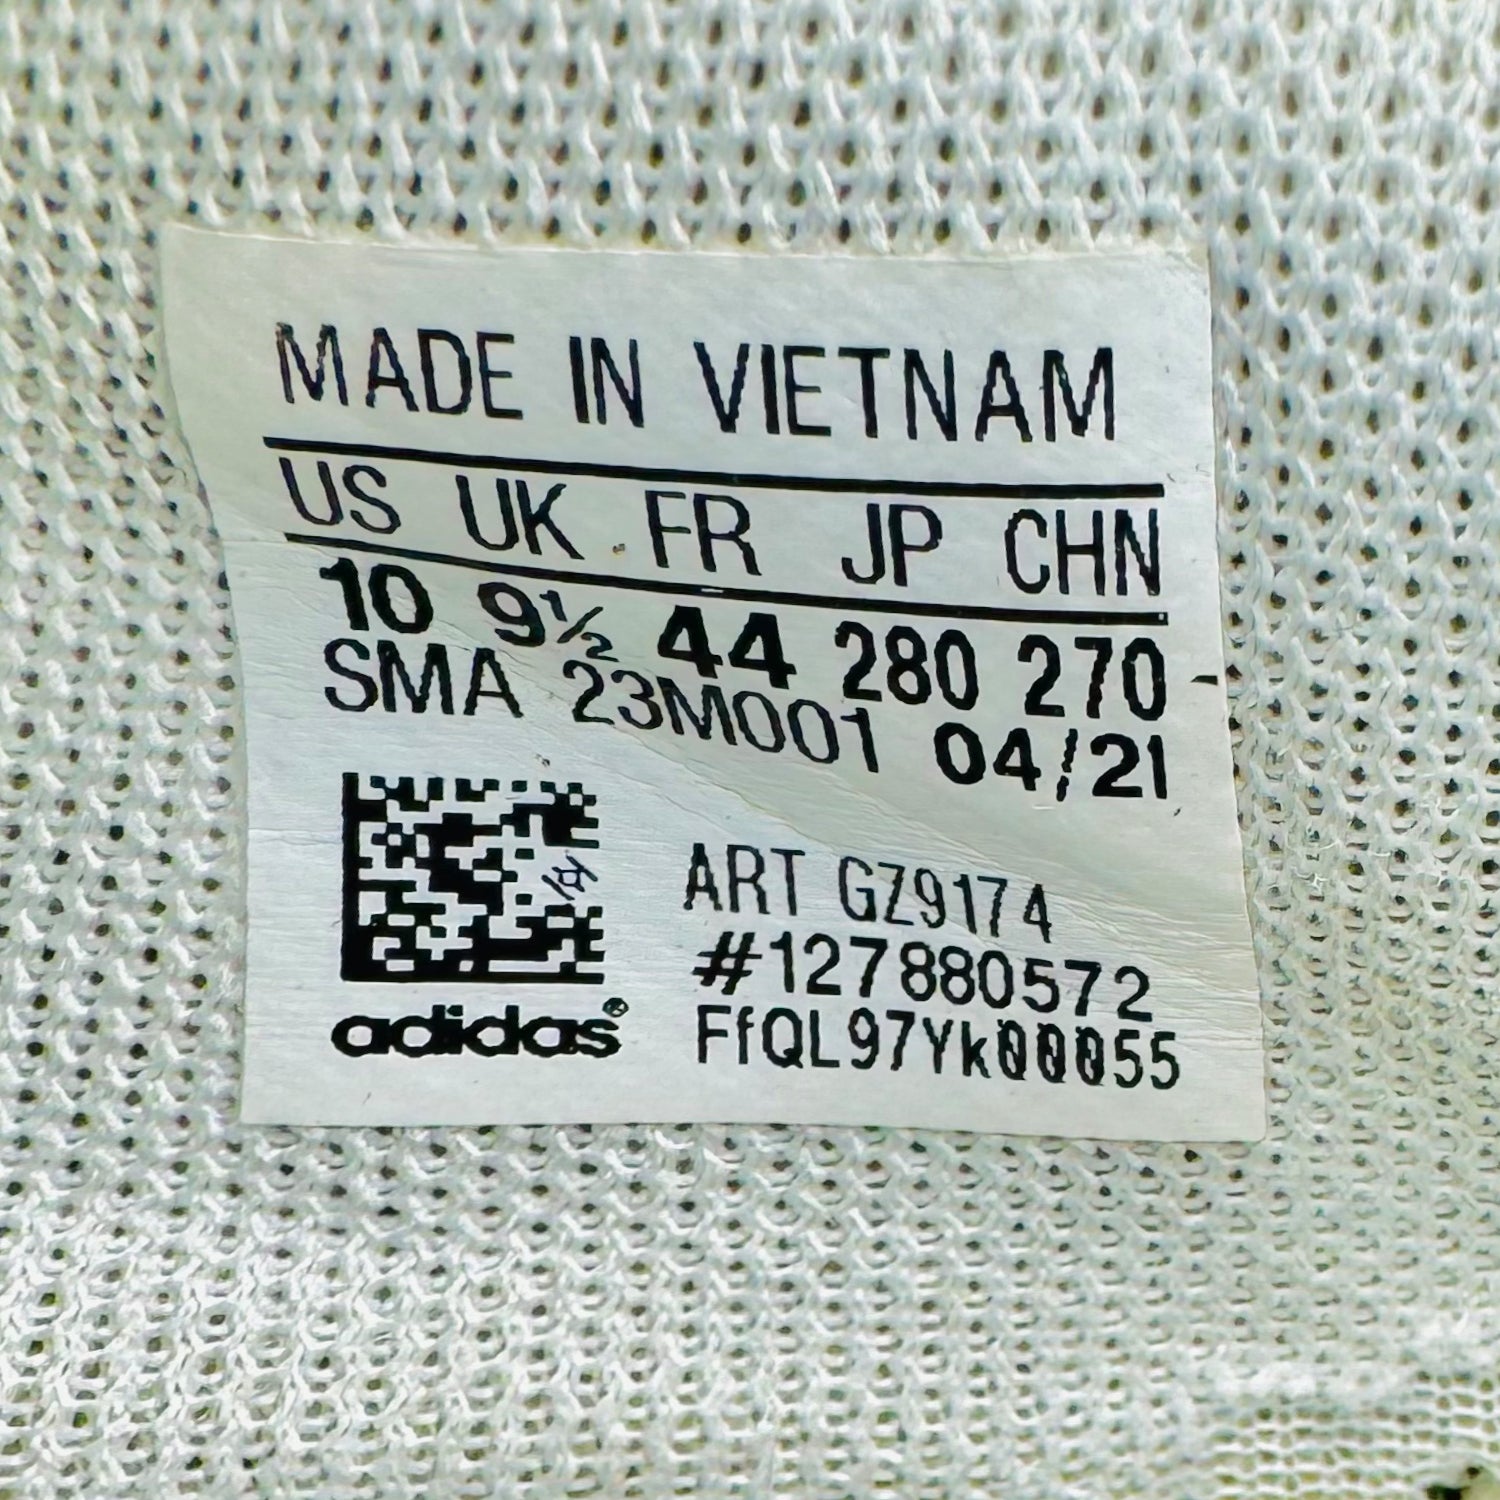 MADE IN VIETNAM
US UK FR JP CHN
10 9½ 44 280 270
SMA 23M001 04/21
ART GZ9174
#127880572
FfQL97Yk00055
adidas®